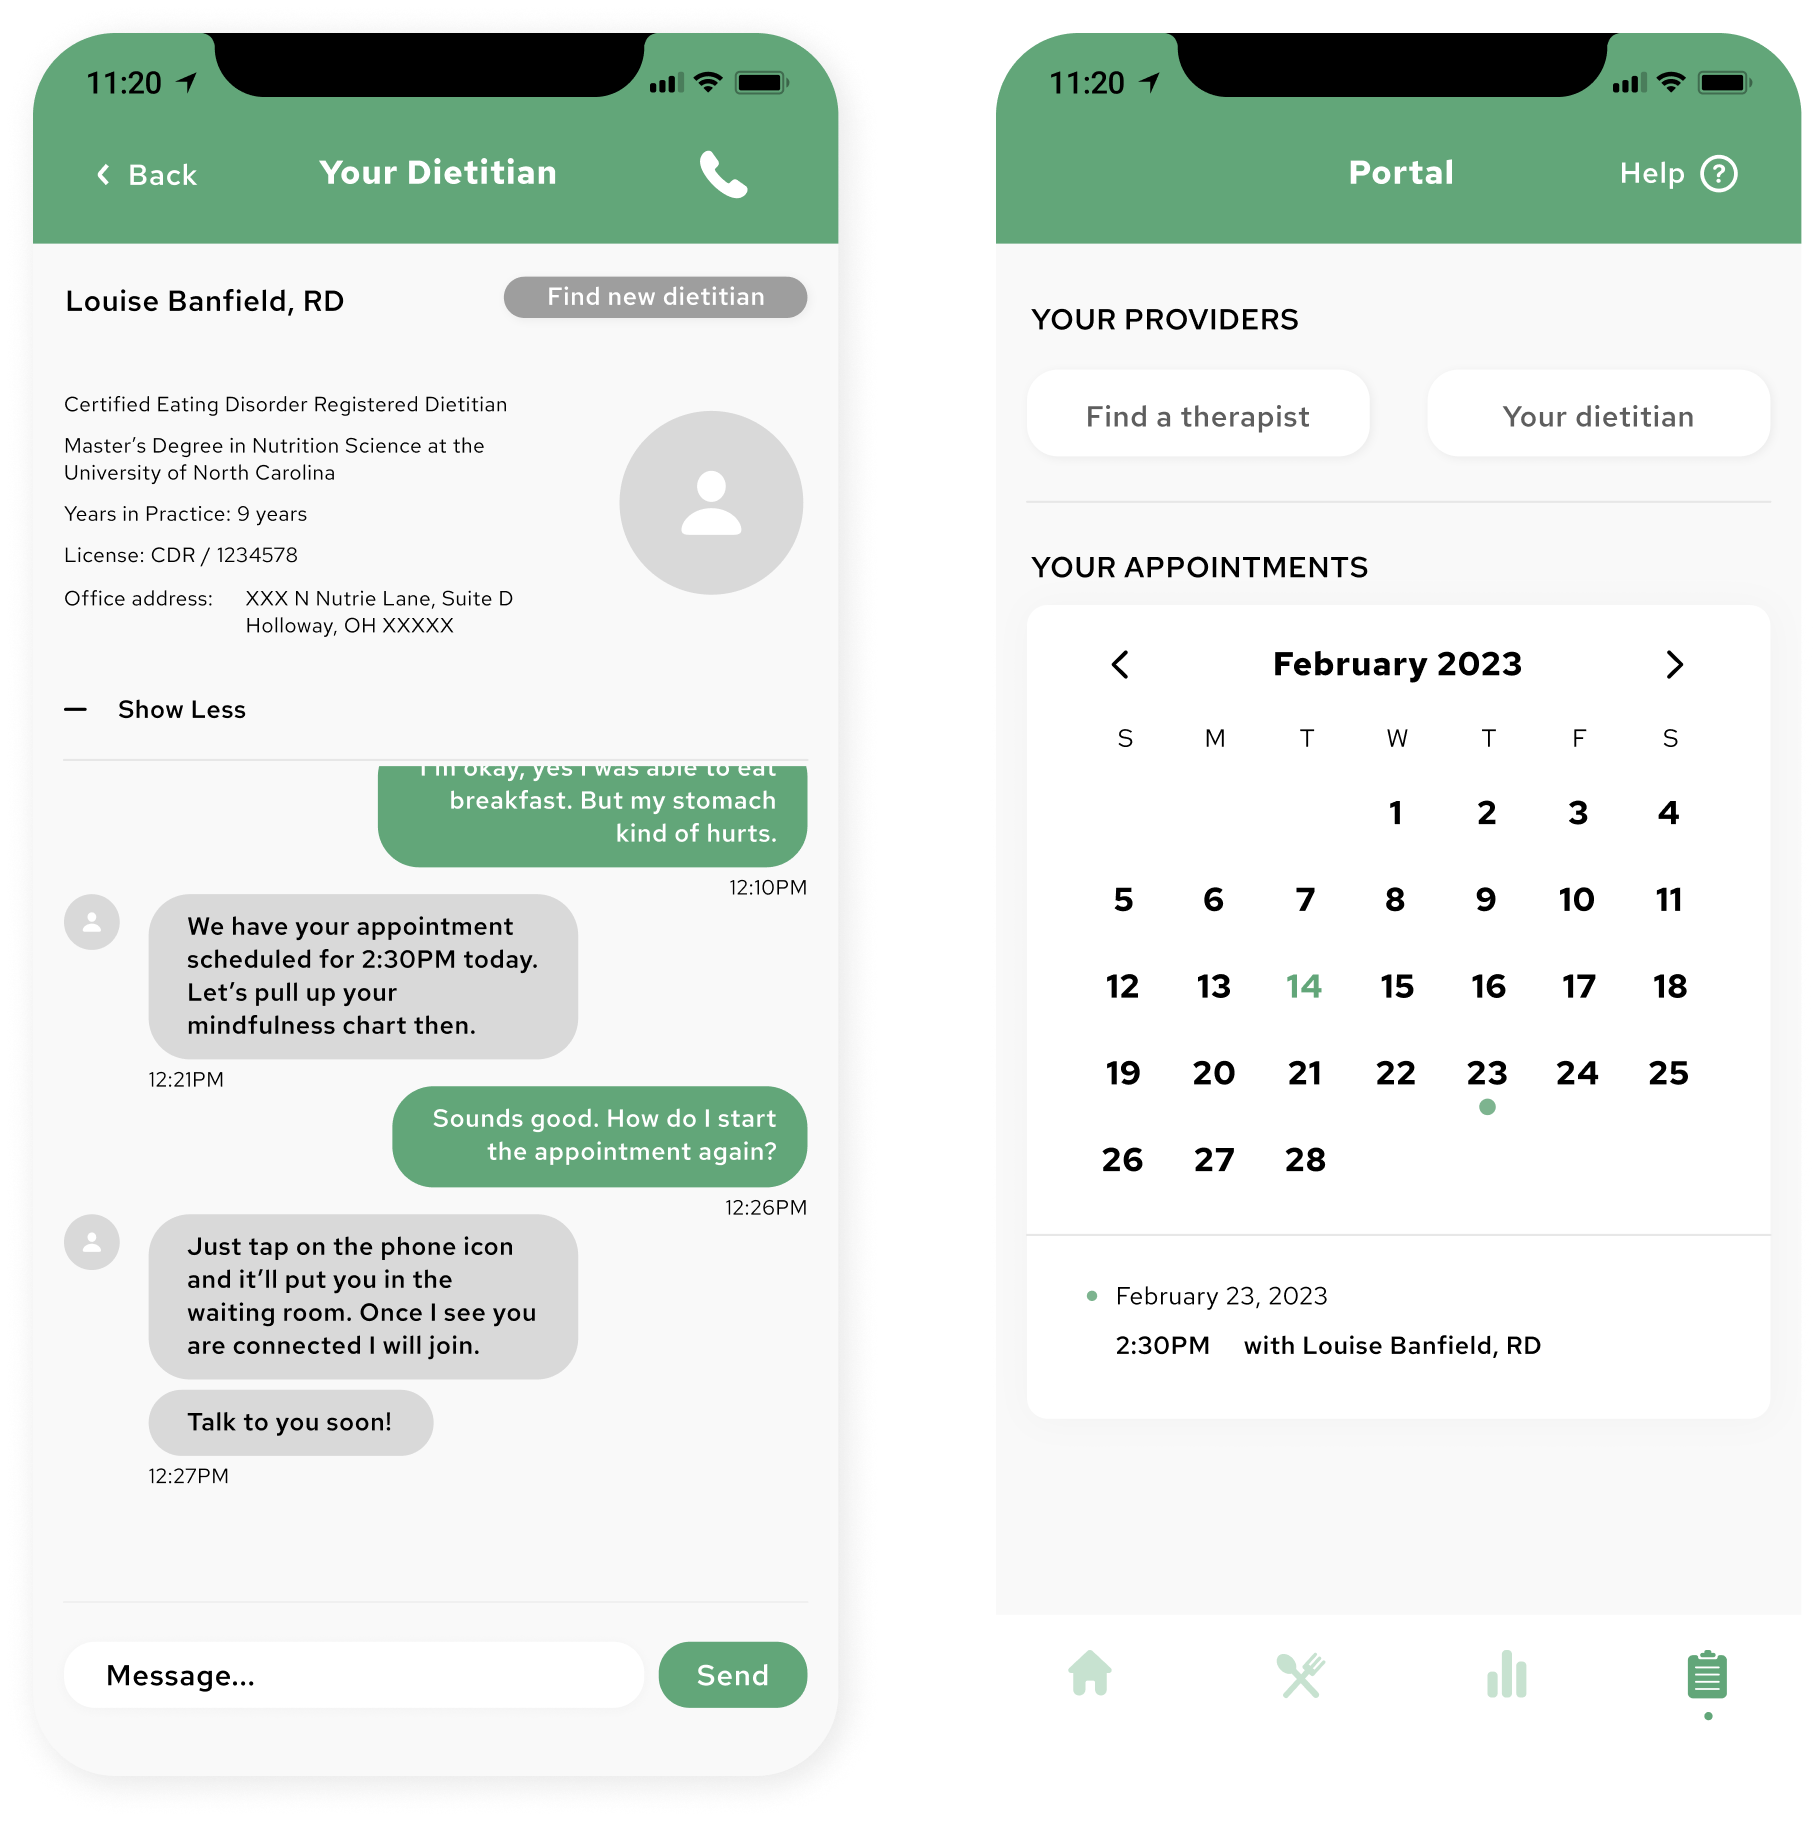 11:20
Back
Your Dietitian
Louise Banfield, RD
Find new dietitian
Certified Eating Disorder Registered Dietitian
Master's Degree in Nutrition Science at the
University of North Carolina
Years in Practice: 9 years
License: CDR / 1234578
Office address: XXX N Nutrie Lane, Suite D
Holloway, OH XXXXX
Show Less
I'm okay, yes I was able to eat
breakfast. But my stomach
kind of hurts.
12:10PM
We have your appointment
scheduled for 2:30PM today.
Let's pull up your
mindfulness chart then.
12:21PM
Sounds good. How do I start
the appointment again?
12:26PM
Just tap on the phone icon
and it'll put you in the
waiting room. Once I see you
are connected I will join.
Talk to you soon!
12:27PM
Message...
Send
11:20
Portal
Help ?
YOUR PROVIDERS
Find a therapist
Your dietitian
YOUR APPOINTMENTS
February 2023
S M T W T F S
1 2 3 4
5 6 7 8 9 10 11
12 13 14 15 16 17 18
19 20 21 22 23 24 25
26 27 28
February 23, 2023
2:30PM with Louise Banfield, RD